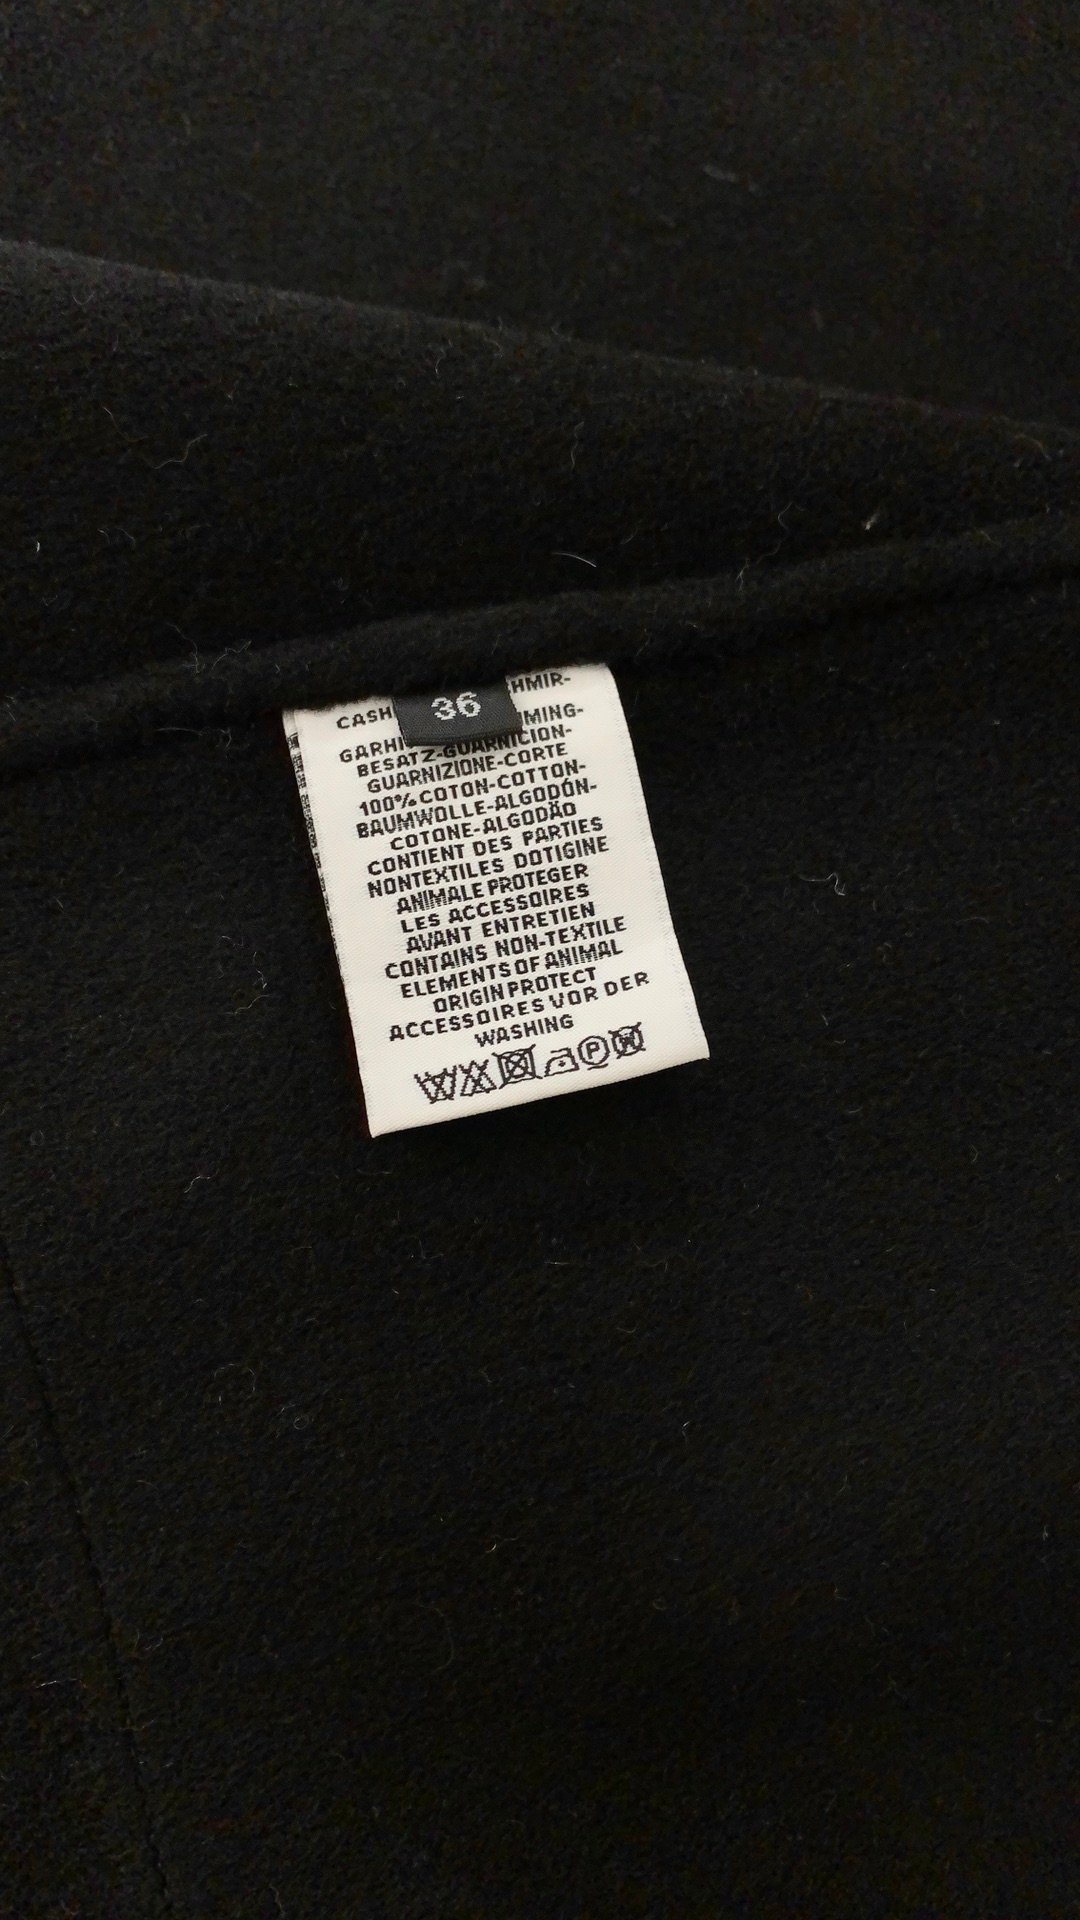 36
HMIR-
CASH
MING-
GARHI
BESATZ-GUARNICION-
GUARNIZIONE-CORTE
100% COTON-COTTON-
BAUMWOLLE-ALGODÓN-
COTONE-ALGODÃO
CONTIENT DES PARTIES
NONTEXTILES DOTIGINE
ANIMALE PROTEGER
LES ACCESSOIRES
AVANT ENTRETIEN
CONTAINS NON-TEXTILE
ELEMENTS OF ANIMAL
ORIGIN PROTECT
ACCESSOIRES VOR DER
WASHING
P W